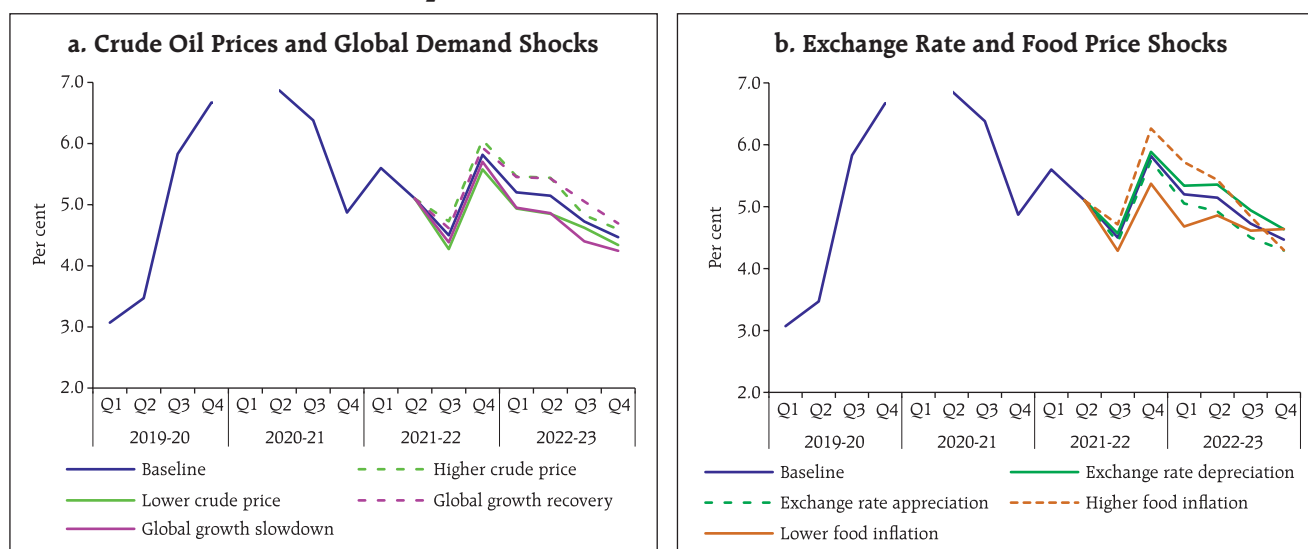 a. Crude Oil Prices and Global Demand Shocks
7.0
6.0
5.0
4.0
3.0
2.0
Per cent
Q1 Q2 Q3 Q4 Q1 Q2 Q3 Q4 Q1 Q2 Q3 Q4 Q1 Q2 Q3 Q4
2019-20 2020-21 2021-22 2022-23
Baseline Higher crude price
Lower crude price Global growth recovery
Global growth slowdown
b. Exchange Rate and Food Price Shocks
7.0
6.0
5.0
4.0
3.0
2.0
Per cent
Q1 Q2 Q3 Q4 Q1 Q2 Q3 Q4 Q1 Q2 Q3 Q4 Q1 Q2 Q3 Q4
2019-20 2020-21 2021-22 2022-23
Baseline Exchange rate depreciation
Exchange rate appreciation Higher food inflation
Lower food inflation